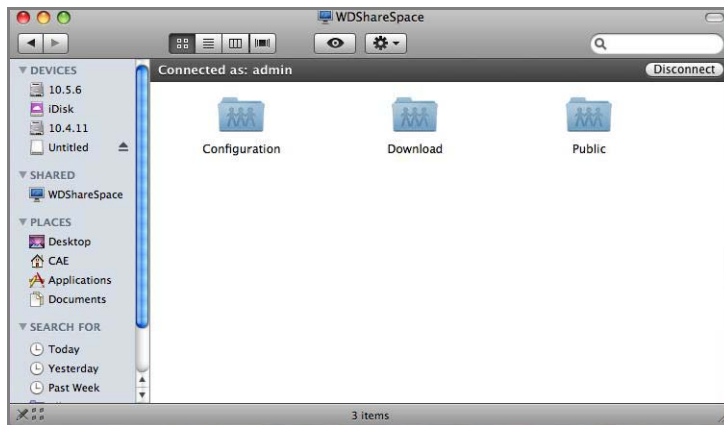 WDShareSpace
Connected as: admin
Disconnect
DEVICES
10.5.6
iDisk
10.4.11
Untitled
SHARED
WDShareSpace
PLACES
Desktop
CAE
Applications
Documents
SEARCH FOR
Today
Yesterday
Past Week
Configuration
Download
Public
3 items